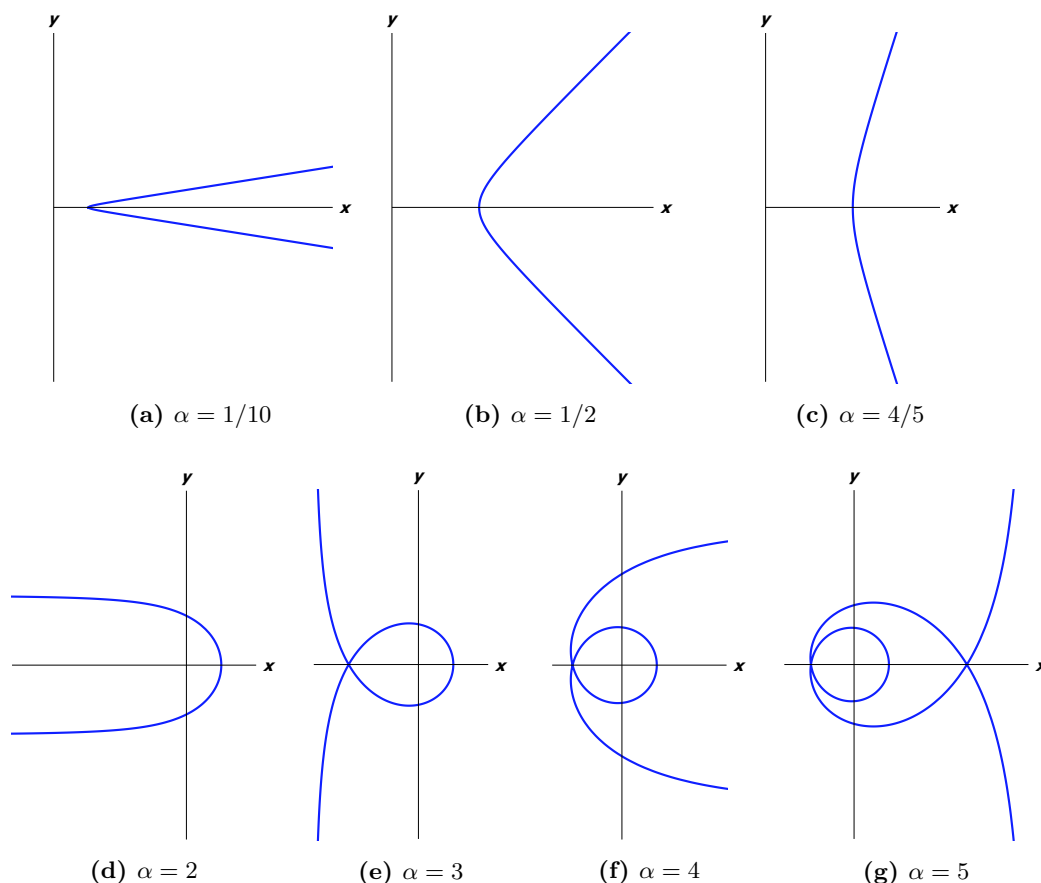 y y y
x x x
(a) α = 1/10 (b) α = 1/2 (c) α = 4/5
y y y y
x x x x
(d) α = 2 (e) α = 3 (f) α = 4 (g) α = 5